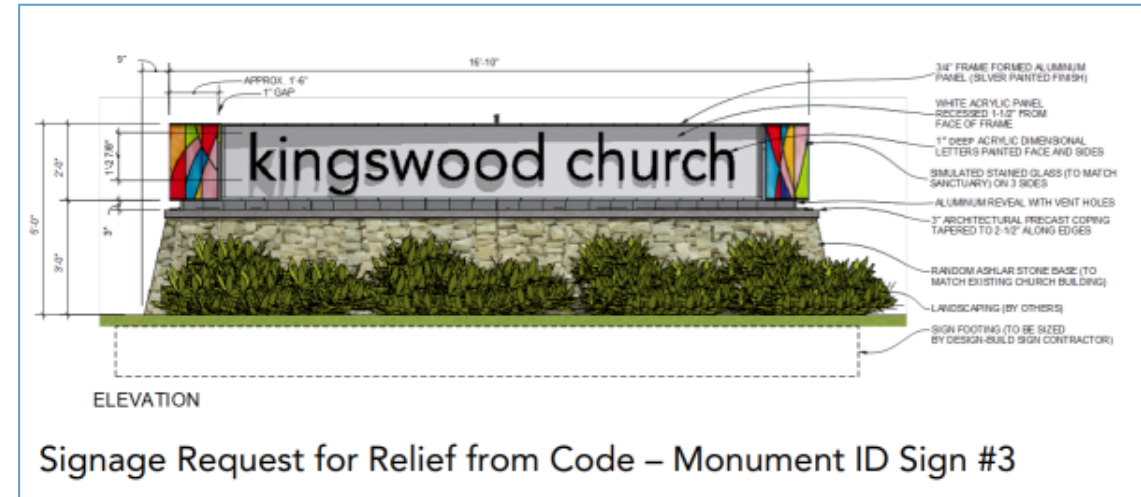 9"
16'-10"
APPROX. 1'-6"
1" GAP
3/4" FRAME FORMED ALUMINUM
PANEL (SILVER PAINTED FINISH)
WHITE ACRYLIC PANEL
RECESSED 1-1/2" FROM
FACE OF FRAME
1" DEEP ACRYLIC DIMENSIONAL
LETTERS PAINTED FACE AND SIDES
SIMULATED STAINED GLASS (TO MATCH
SANCTUARY) ON 3 SIDES
ALUMINUM REVEAL WITH VENT HOLES
3" ARCHITECTURAL PRECAST COPING
TAPERED TO 2-1/2" ALONG EDGES
RANDOM ASHLAR STONE BASE (TO
MATCH EXISTING CHURCH BUILDING)
LANDSCAPING (BY OTHERS)
SIGN FOOTING (TO BE SIZED
BY DESIGN-BUILD SIGN CONTRACTOR)
kingswood church
2'-0"
3"
3'-0"
ELEVATION
Signage Request for Relief from Code – Monument ID Sign #3